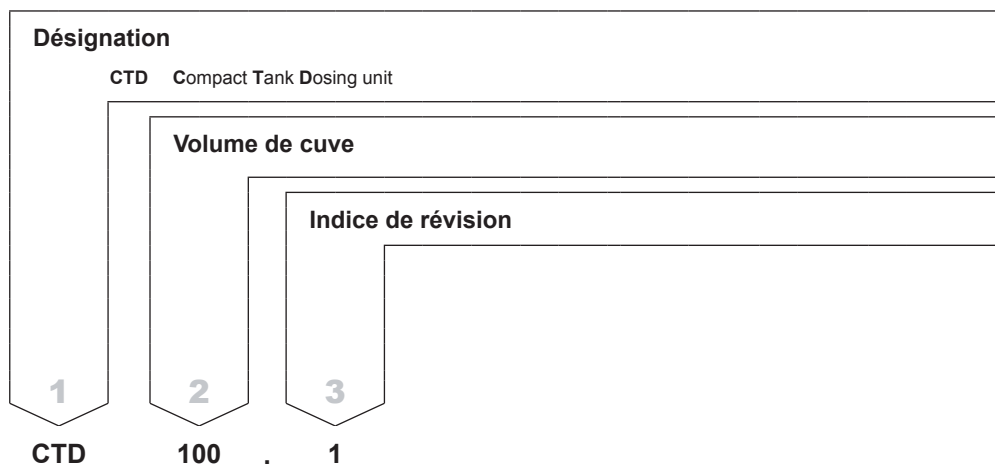 Désignation
CTD Compact Tank Dosing unit
Volume de cuve
Indice de révision
1 2 3
CTD 100 . 1